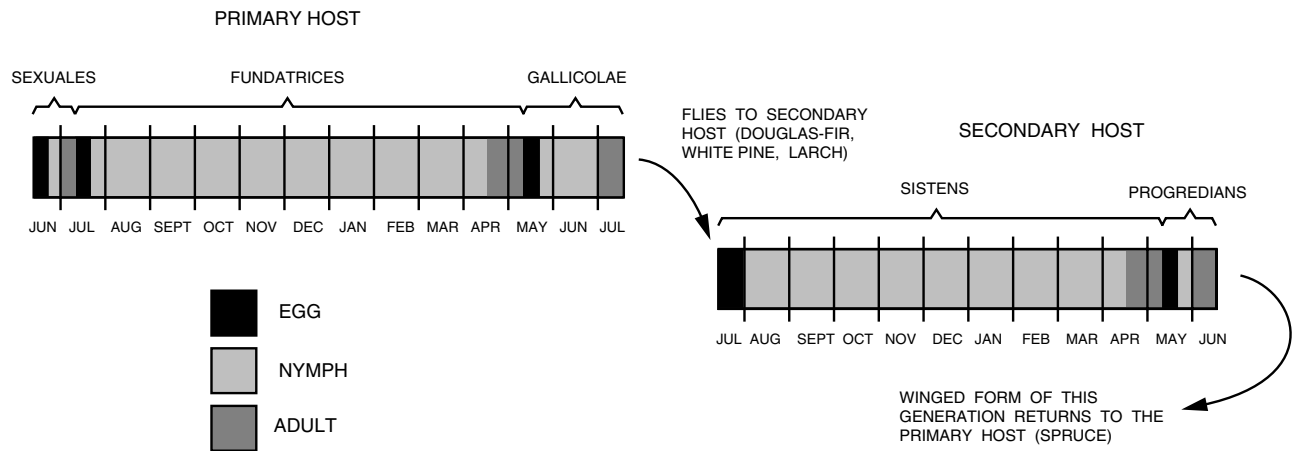 PRIMARY HOST
SEXUALES FUNDATRICES GALLICOLAE
JUN JUL AUG SEPT OCT NOV DEC JAN FEB MAR APR MAY JUN JUL
FLIES TO SECONDARY
HOST (DOUGLAS-FIR,
WHITE PINE, LARCH)
SECONDARY HOST
SISTENS PROGREDIANS
JUL AUG SEPT OCT NOV DEC JAN FEB MAR APR MAY JUN
WINGED FORM OF THIS
GENERATION RETURNS TO THE
PRIMARY HOST (SPRUCE)
EGG
NYMPH
ADULT